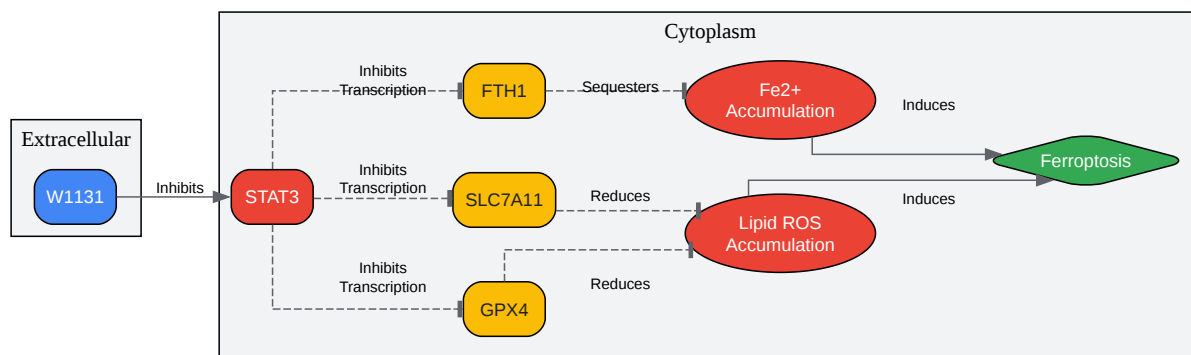 Cytoplasm
Extracellular
W1131
Inhibits
STAT3
Inhibits
Transcription
FTH1
Sequesters
Fe2+
Accumulation
Induces
Inhibits
Transcription
SLC7A11
Reduces
Lipid ROS
Accumulation
Induces
Ferroptosis
Inhibits
Transcription
GPX4
Reduces